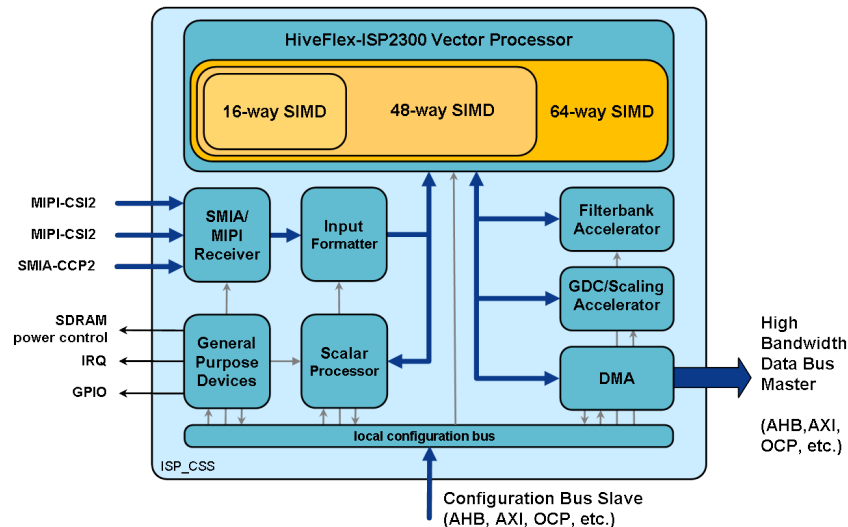 HiveFlex-ISP2300 Vector Processor
16-way SIMD
48-way SIMD
64-way SIMD
MIPI-CSI2
MIPI-CSI2
SMIA-CCP2
SMIA/
MIPI
Receiver
Input
Formatter
Filterbank
Accelerator
GDC/Scaling
Accelerator
SDRAM
power control
IRQ
GPIO
General
Purpose
Devices
Scalar
Processor
DMA
High
Bandwidth
Data Bus
Master
(AHB,AXI,
OCP, etc.)
local configuration bus
ISP_CSS
Configuration Bus Slave
(AHB, AXI, OCP, etc.)